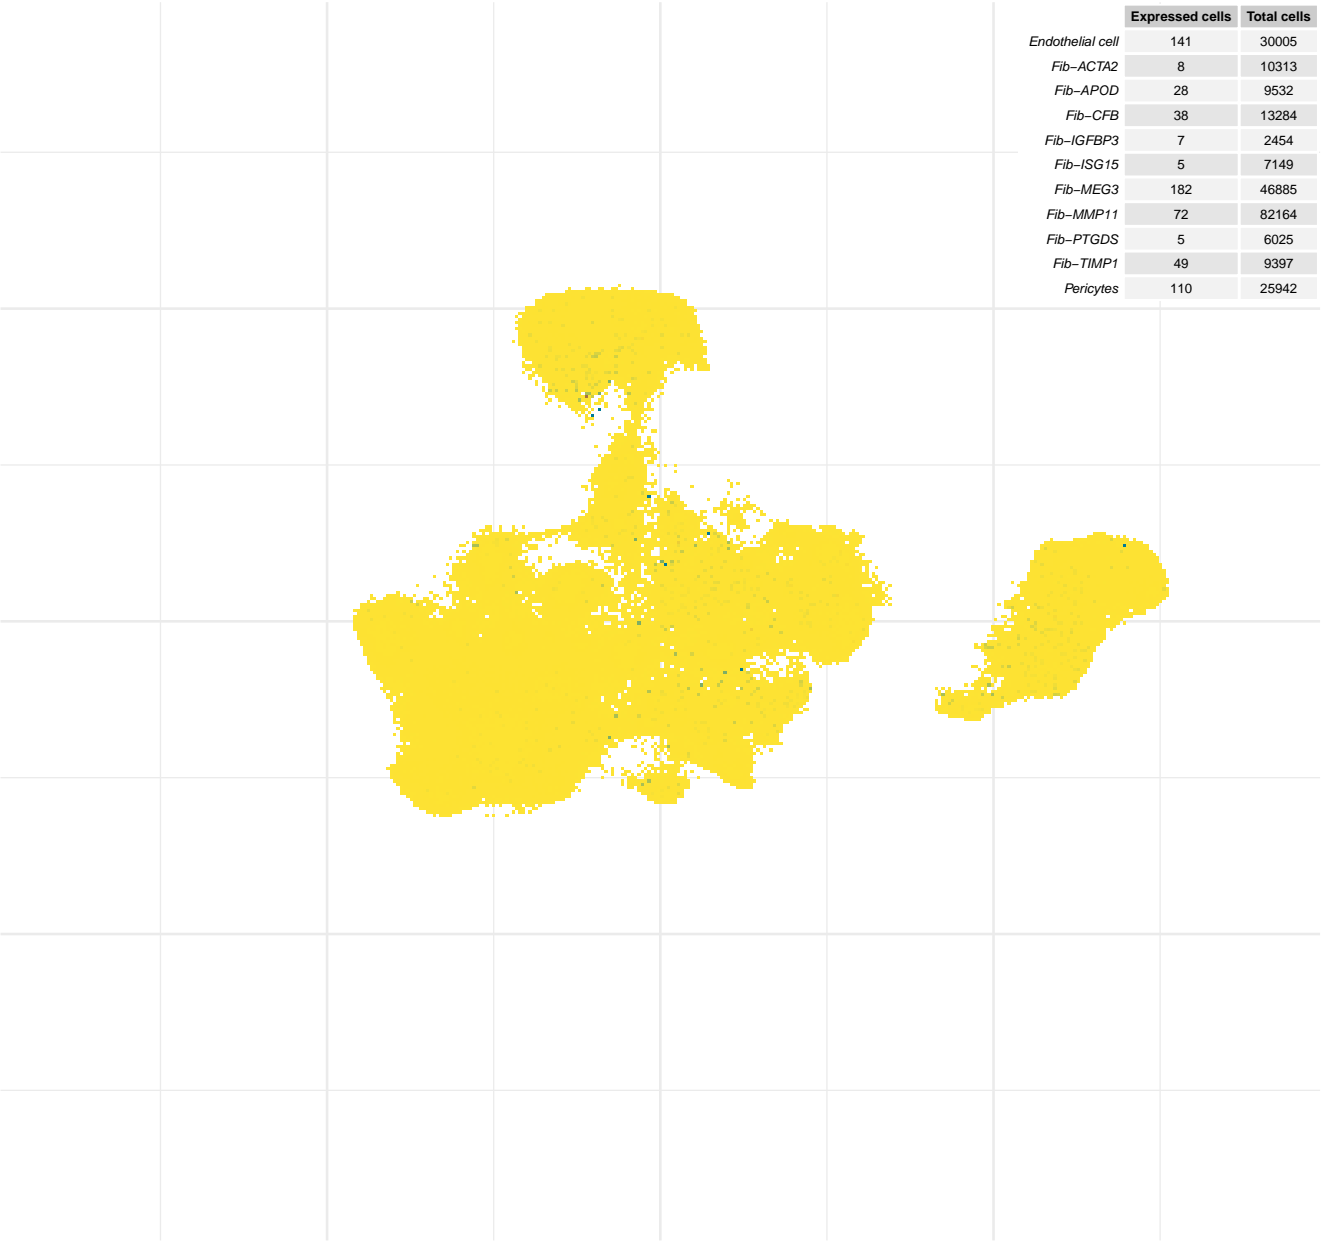 Expressed cells Total cells
Endothelial cell 141 30005
Fib−ACTA2 8 10313
Fib−APOD 28 9532
Fib−CFB 38 13284
Fib−IGFBP3 7 2454
Fib−ISG15 5 7149
Fib−MEG3 182 46885
Fib−MMP11 72 82164
Fib−PTGDS 5 6025
Fib−TIMP1 49 9397
Pericytes 110 25942